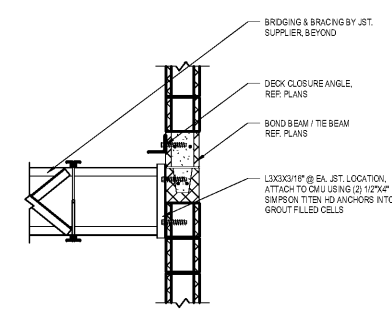 BRIDGING & BRACING BY JST.
SUPPLIER, BEYOND
DECK CLOSURE ANGLE,
REF. PLANS
BOND BEAM / TIE BEAM
REF. PLANS
L3X3X3/16" @ EA. JST. LOCATION,
ATTACH TO CMU USING (2) 1/2"X4"
SIMPSON TITEN HD ANCHORS INTO
GROUT FILLED CELLS